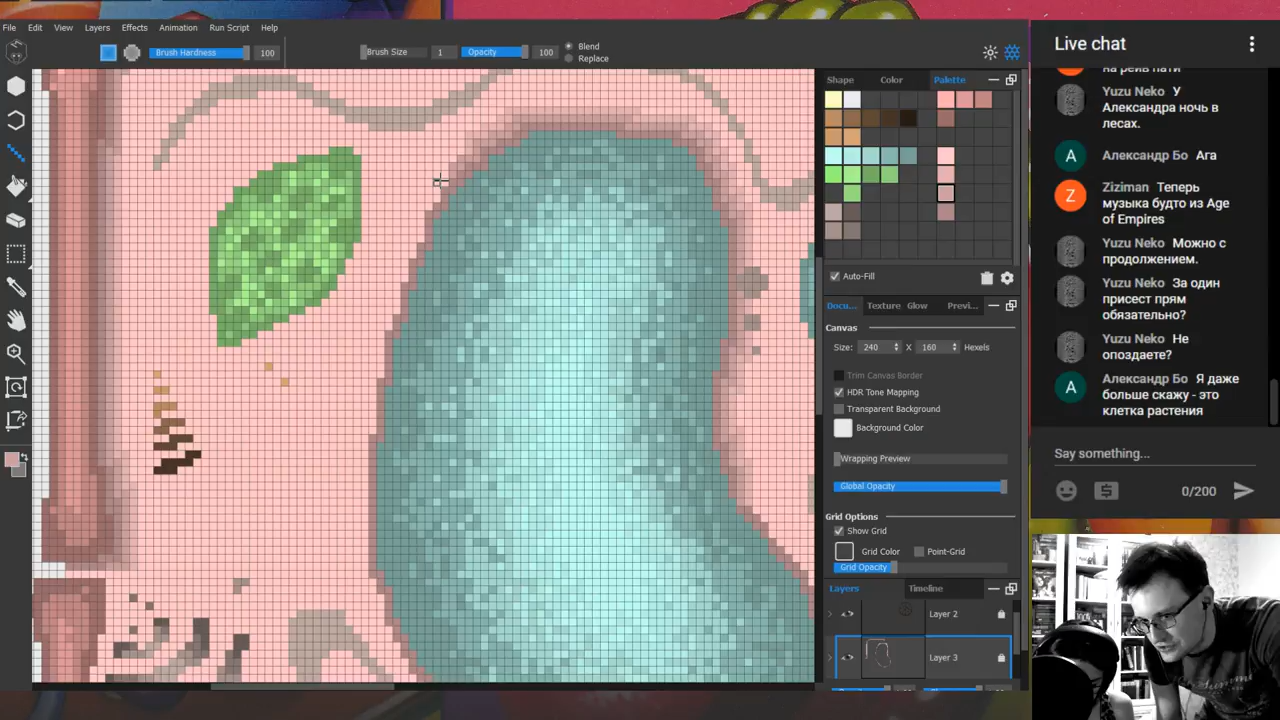 File Edit View Layers Effects Animation Run Script Help
Brush Hardness 100 Brush Size 1 Opacity 100 Blend
Replace
Shape Color Palette
Auto-Fill
Docu... Texture Glow Previ...
Canvas
Size: 240 X 160 Hexels
Trim Canvas Border
HDR Tone Mapping
Transparent Background
Background Color
Wrapping Preview
Global Opacity
Grid Options
Show Grid
Grid Color Point-Grid
Grid Opacity
Layers Timeline
Layer 2
Layer 3
Live chat
на рейв пати
Yuzu Neko У
Александра ночь в
лесах.
А Александр Бо Ага
Z Ziziman Теперь
музыка будто из Age
of Empires
Yuzu Neko Можно с
продолжением.
Yuzu Neko За один
присест прям
обязательно?
Yuzu Neko Не
опоздаете?
А Александр Бо Я даже
больше скажу - это
клетка растения
Say something...
0/200